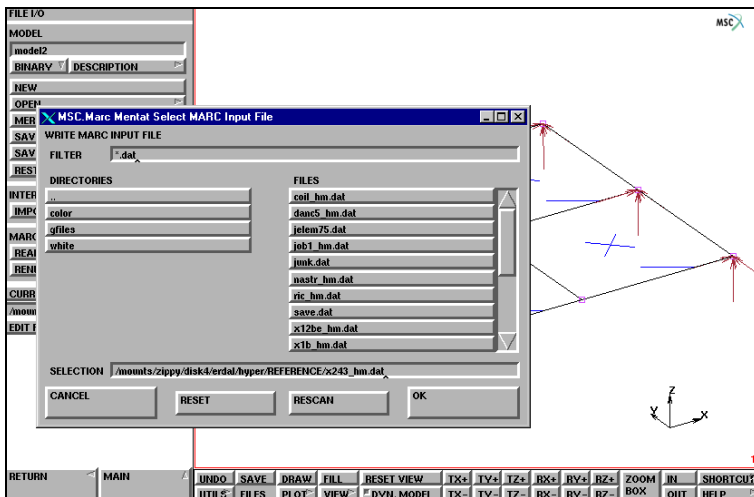 FILE I/O
MSC
MODEL
model2
BINARY DESCRIPTION
NEW
OPEN
MER
SAV
SAV
REST
INTER
IMPO
MARC
REA
REN
CURR
/moun
EDIT F
MSC.Marc Mentat Select MARC Input File
WRITE MARC INPUT FILE
FILTER *.dat
DIRECTORIES FILES
.. coil_hm.dat
color danc5_hm.dat
gfiles jelem75.dat
white job1_hm.dat
junk.dat
nastr_hm.dat
ric_hm.dat
save.dat
x12be_hm.dat
x1b_hm.dat
SELECTION /mounts/zippy/disk4/erdal/hyper/REFERENCE/x243_hm.dat
CANCEL RESET RESCAN OK
Z
Y X
1
RETURN MAIN UNDO SAVE DRAW FILL RESET VIEW TX+ TY+ TZ+ RX+ RY+ RZ+ ZOOM IN SHORTCU
UTILS FILES PLOT VIEW DYN. MODEL TX- TY- TZ- RX- RY- RZ- BOX OUT HELP